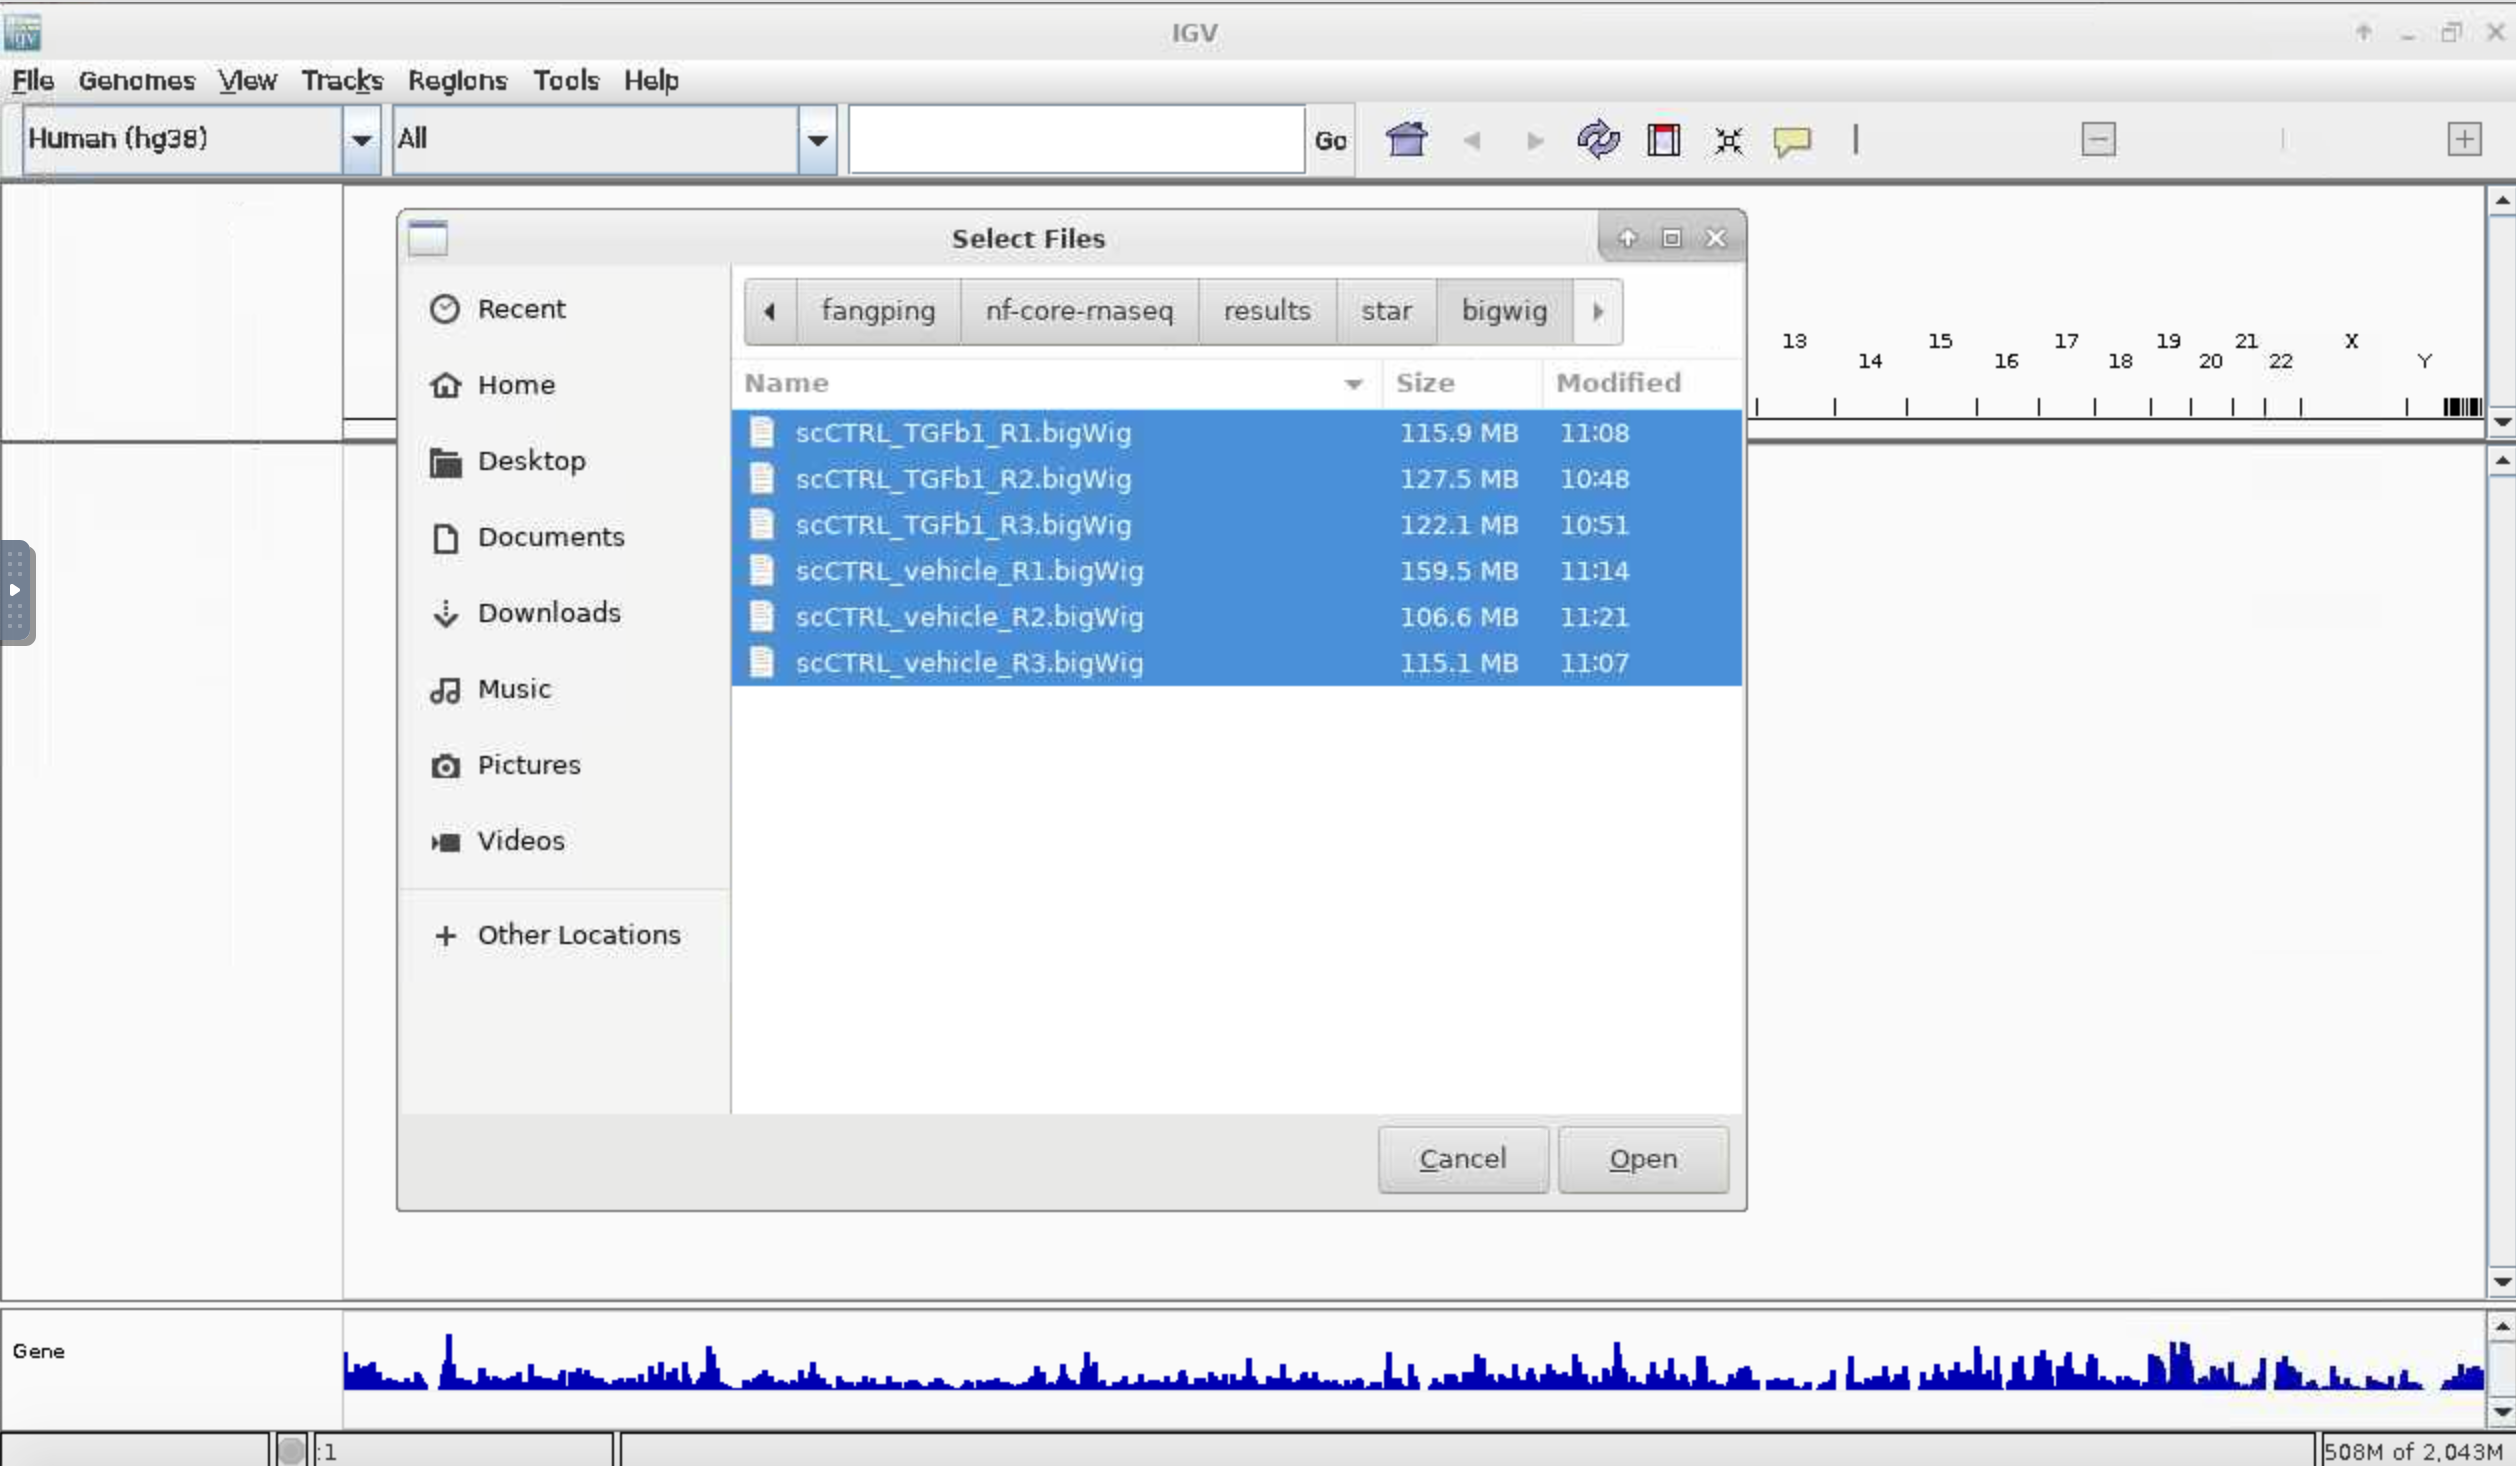 IGV
File Genomes View Tracks Regions Tools Help
Human (hg38) All Go
Select Files
Recent
Home
Desktop
Documents
Downloads
Music
Pictures
Videos
Other Locations
fangping nf-core-rnaseq results star bigwig
Name Size Modified
scCTRL_TGFb1_R1.bigWig 115.9 MB 11:08
scCTRL_TGFb1_R2.bigWig 127.5 MB 10:48
scCTRL_TGFb1_R3.bigWig 122.1 MB 10:51
scCTRL_vehicle_R1.bigWig 159.5 MB 11:14
scCTRL_vehicle_R2.bigWig 106.6 MB 11:21
scCTRL_vehicle_R3.bigWig 115.1 MB 11:07
Cancel Open
13 15 17 19 21 X
14 16 18 20 22 Y
Gene
:1
508M of 2,043M